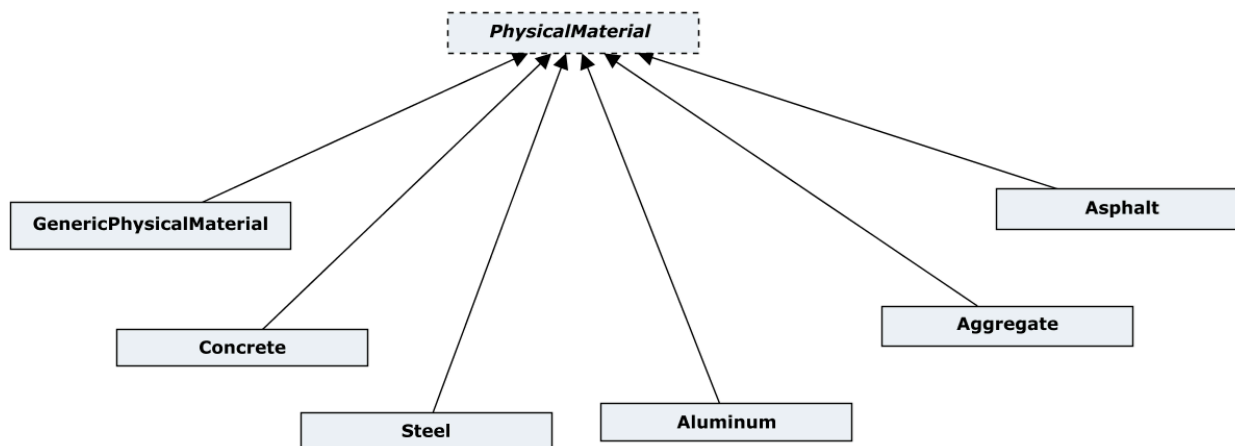 PhysicalMaterial
GenericPhysicalMaterial
Asphalt
Concrete
Aggregate
Steel
Aluminum